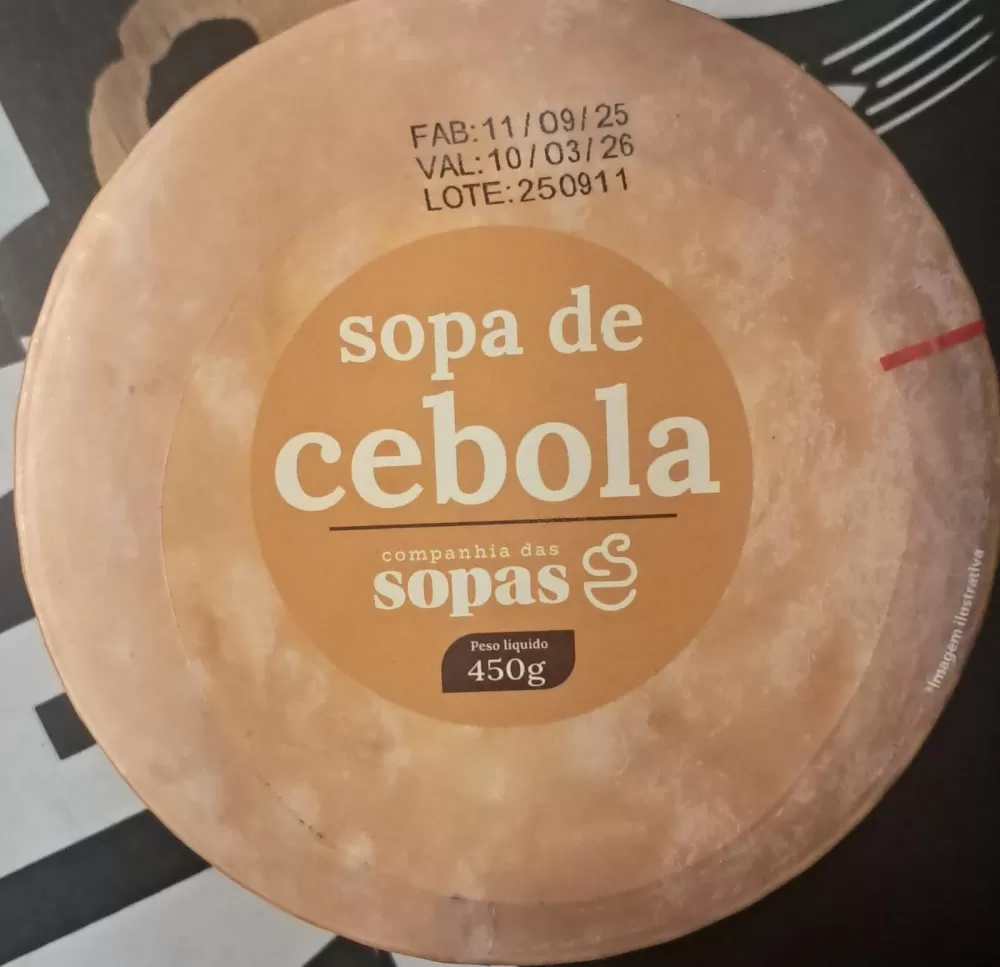 FAB:11/09/25
VAL:10/03/26
LOTE:250911
sopa de
cebola
companhia das
sopas
Peso líquido
450g
*Imagem ilustrativa